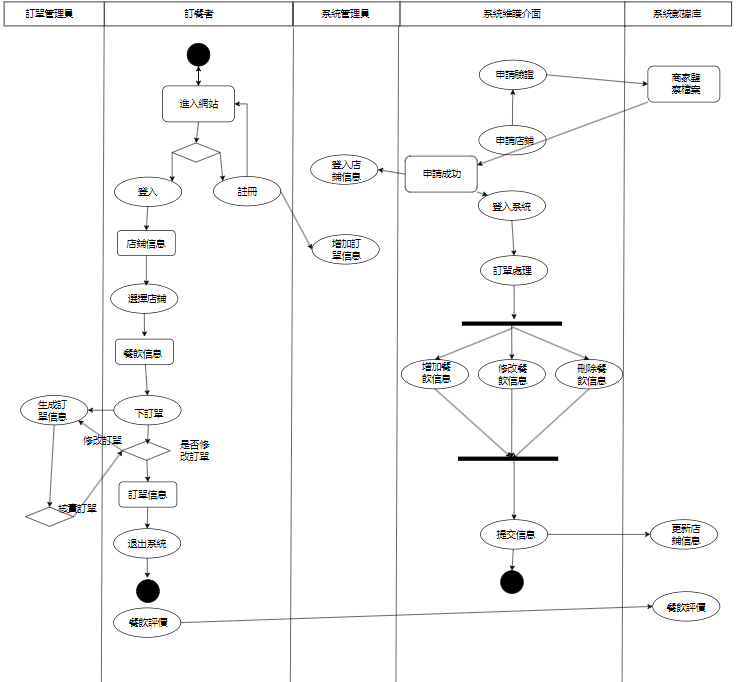 訂單管理員
訂餐者
系統管理員
系統維護介面
系統數據庫
進入網站
登入
註冊
店鋪信息
選擇店鋪
餐飲信息
下訂單
生成訂
單信息
修改訂單
是否修
改訂單
核實訂單
訂單信息
退出系統
餐飲評價
登入店
鋪信息
增加訂
單信息
申請驗證
申請店鋪
申請成功
登入系統
訂單處理
增加餐
飲信息
修改餐
飲信息
刪除餐
飲信息
提交信息
商家監
察檔案
更新店
鋪信息
餐飲評價